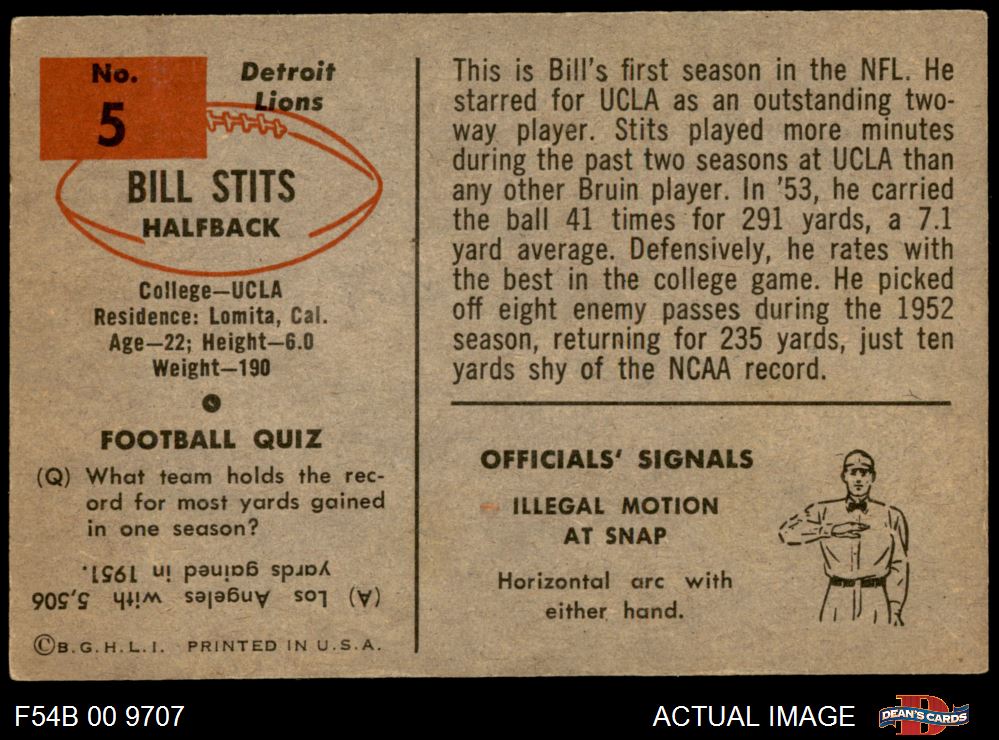 No.
5
Detroit
Lions
BILL STITS
HALFBACK
College—UCLA
Residence: Lomita, Cal.
Age—22; Height—6.0
Weight—190
FOOTBALL QUIZ
(Q) What team holds the rec-
ord for most yards gained
in one season?
(A) Los Angeles with 5,506
yards gained in 1951.
©B.G.H.L.I. PRINTED IN U.S.A.
This is Bill's first season in the NFL. He
starred for UCLA as an outstanding two-
way player. Stits played more minutes
during the past two seasons at UCLA than
any other Bruin player. In '53, he carried
the ball 41 times for 291 yards, a 7.1
yard average. Defensively, he rates with
the best in the college game. He picked
off eight enemy passes during the 1952
season, returning for 235 yards, just ten
yards shy of the NCAA record.
OFFICIALS' SIGNALS
ILLEGAL MOTION
AT SNAP
Horizontal arc with
either hand.
F54B 00 9707
ACTUAL IMAGE
DEAN'S CARDS